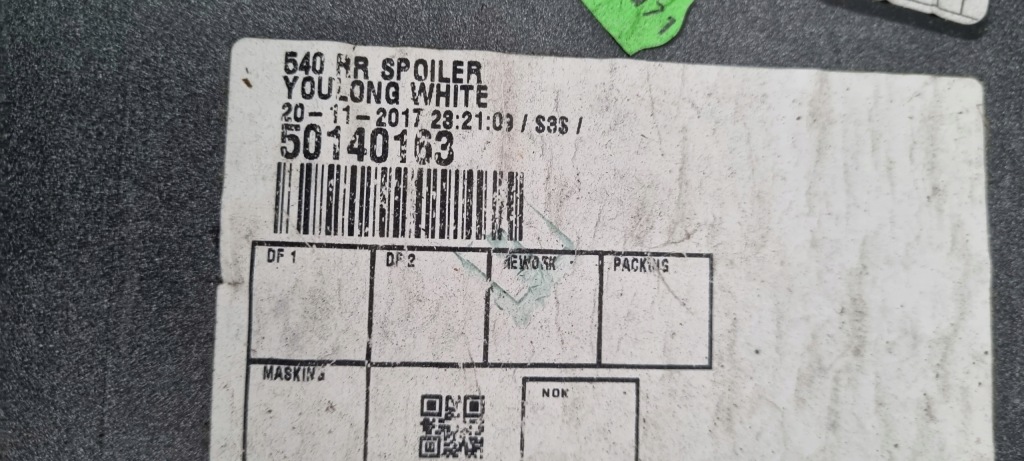 540 HR SPOILER
YOULONG WHITE
20-11-2017 23:21:09 / S3S /
50140163
DF 1
DF 2
REWORK
PACKING
MASKING
NOK